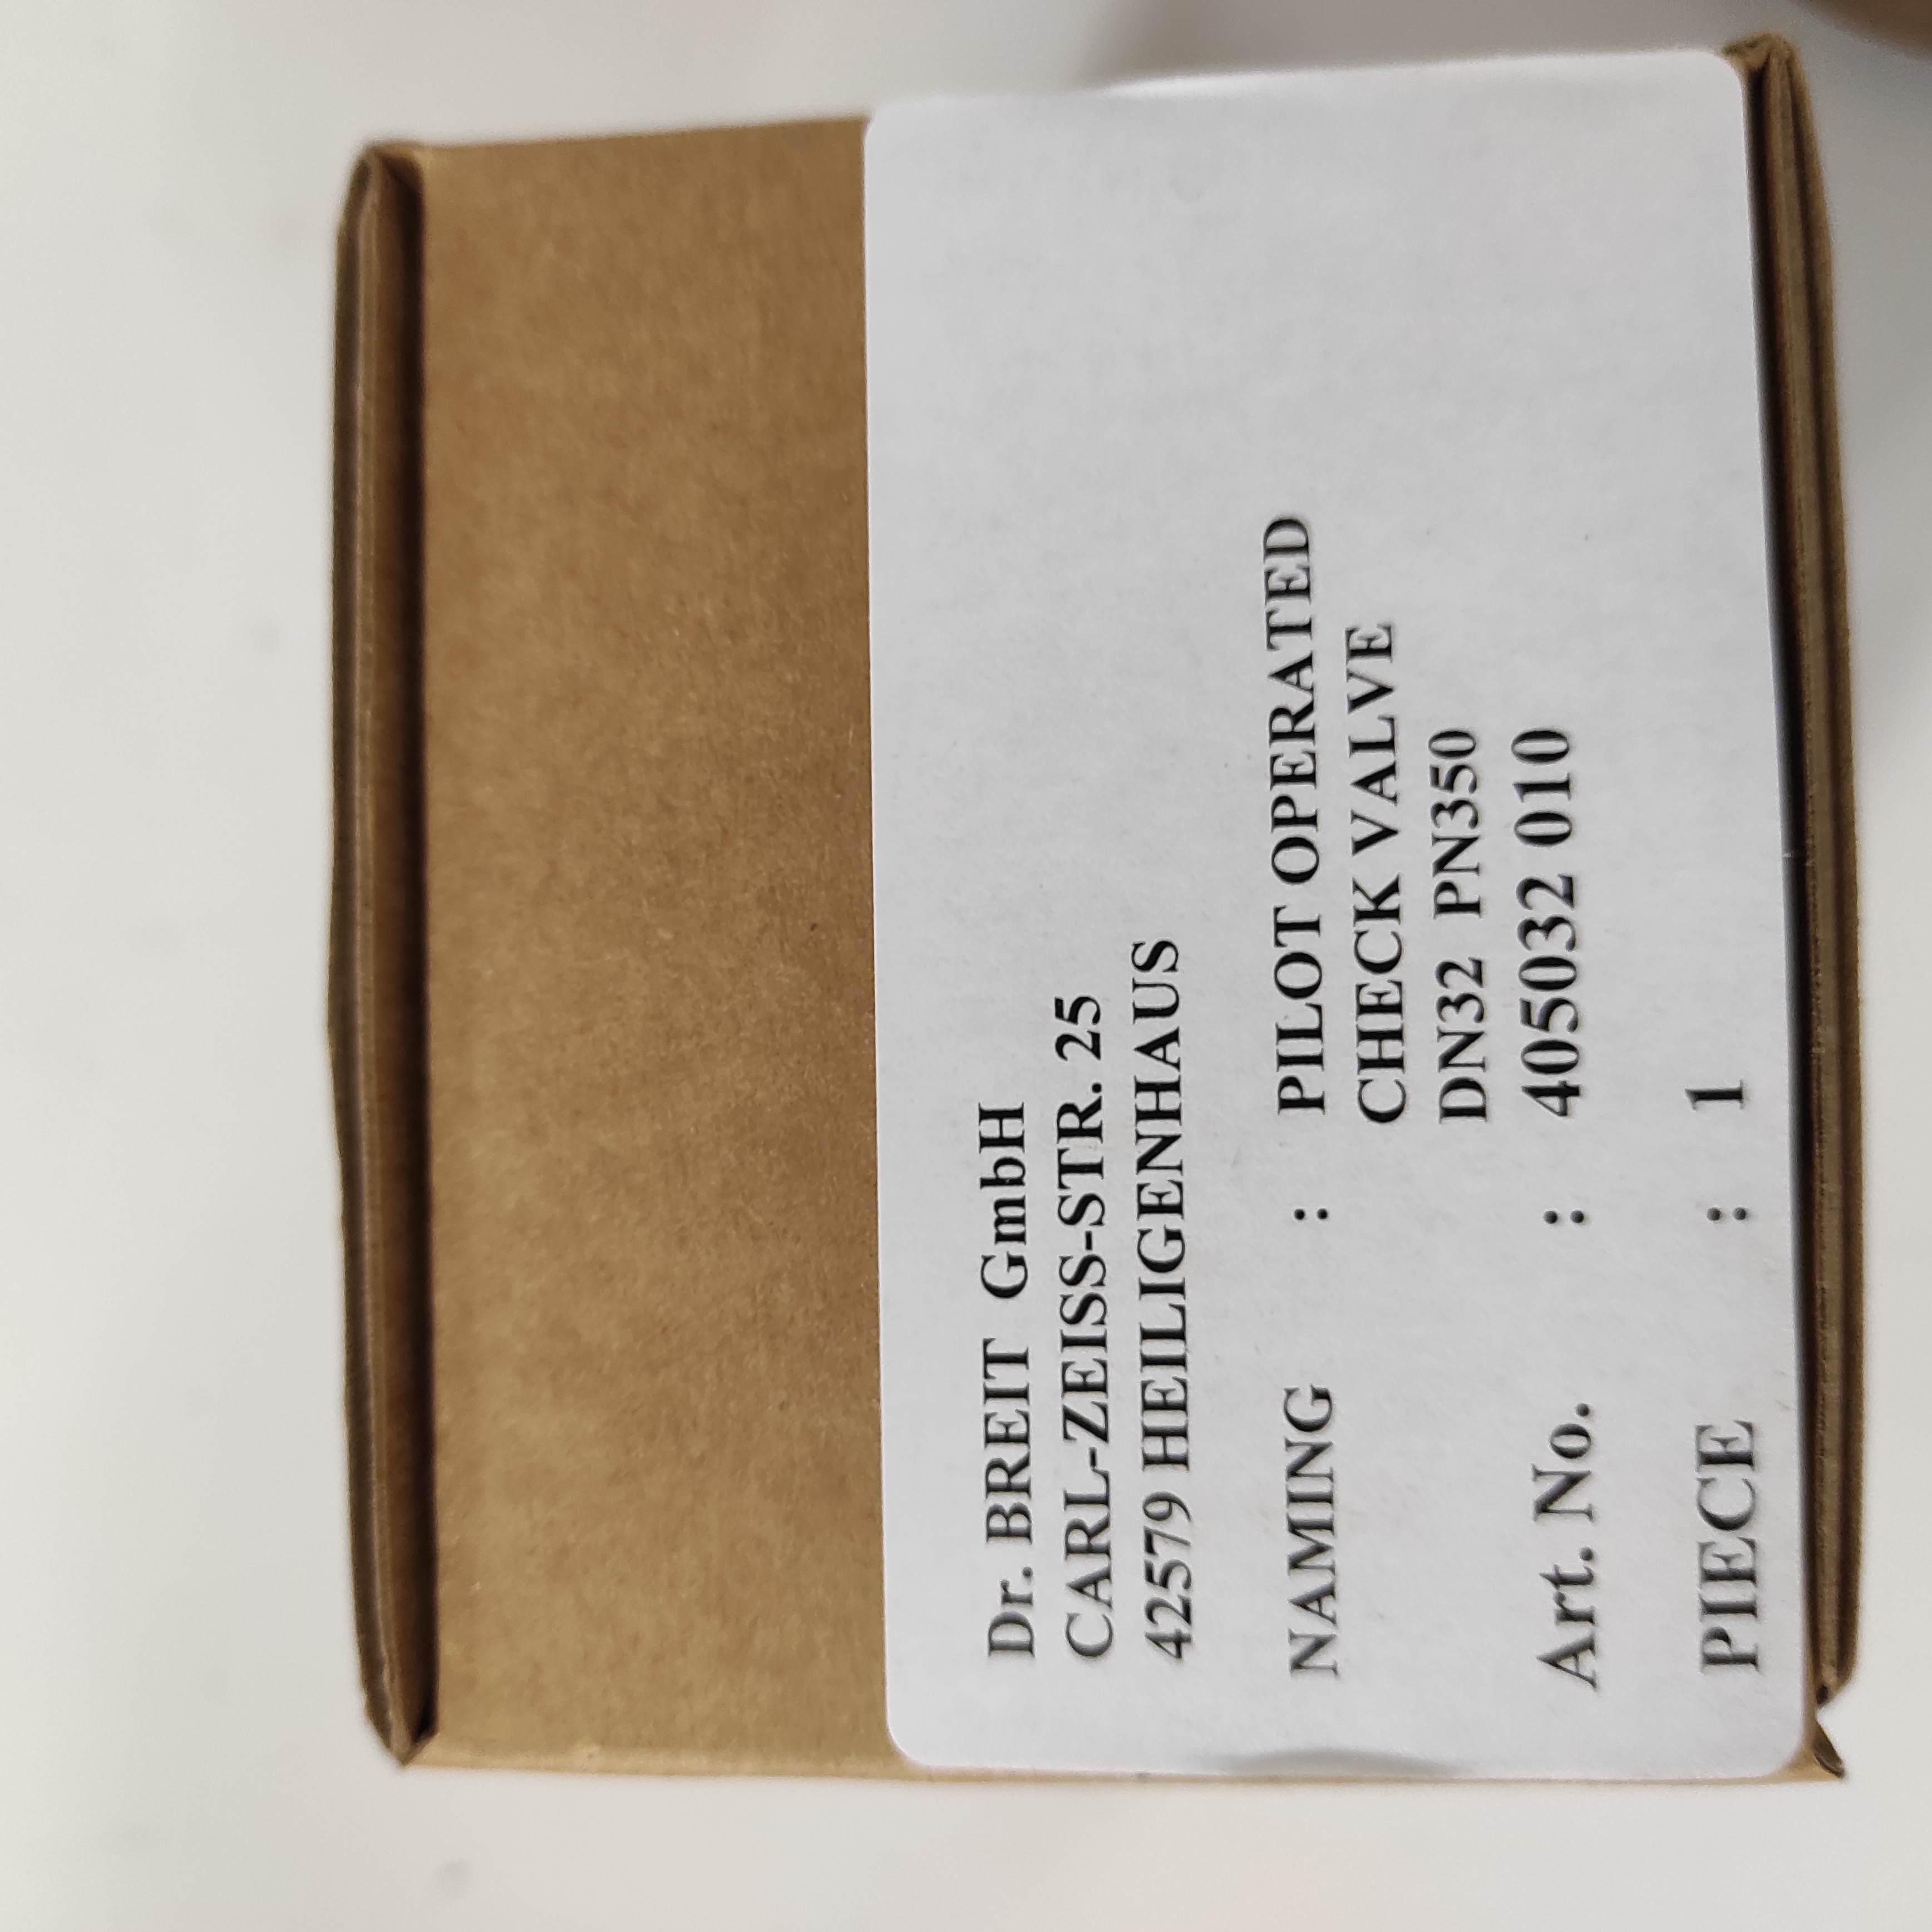 Dr. BREIT GmbH
CARL-ZEISS-STR. 25
42579 HEILIGENHAUS
NAMING : PILOT OPERATED
CHECK VALVE
DN32 PN350
Art. No. : 405032 010
PIECE : 1